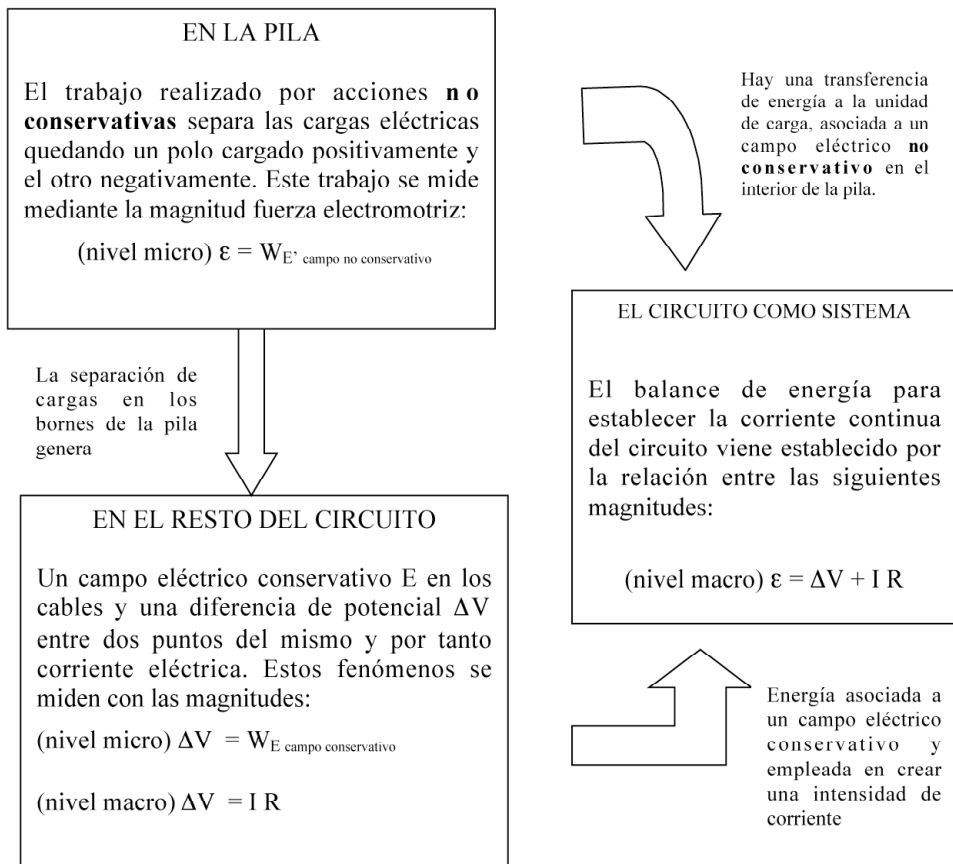 EN LA PILA
El trabajo realizado por acciones no
conservativas separa las cargas eléctricas
quedando un polo cargado positivamente y
el otro negativamente. Este trabajo se mide
mediante la magnitud fuerza electromotriz:
(nivel micro) ε = W E’ campo no conservativo
La separación de
cargas en los
bornes de la pila
genera
EN EL RESTO DEL CIRCUITO
Un campo eléctrico conservativo E en los
cables y una diferencia de potencial ΔV
entre dos puntos del mismo y por tanto
corriente eléctrica. Estos fenómenos se
miden con las magnitudes:
(nivel micro) ΔV = W E campo conservativo
(nivel macro) ΔV = I R
Hay una transferencia
de energía a la unidad
de carga, asociada a un
campo eléctrico no
conservativo en el
interior de la pila.
EL CIRCUITO COMO SISTEMA
El balance de energía para
establecer la corriente continua
del circuito viene establecido por
la relación entre las siguientes
magnitudes:
(nivel macro) ε = ΔV + I R
Energía asociada a
un campo eléctrico
conservativo y
empleada en crear
una intensidad de
corriente